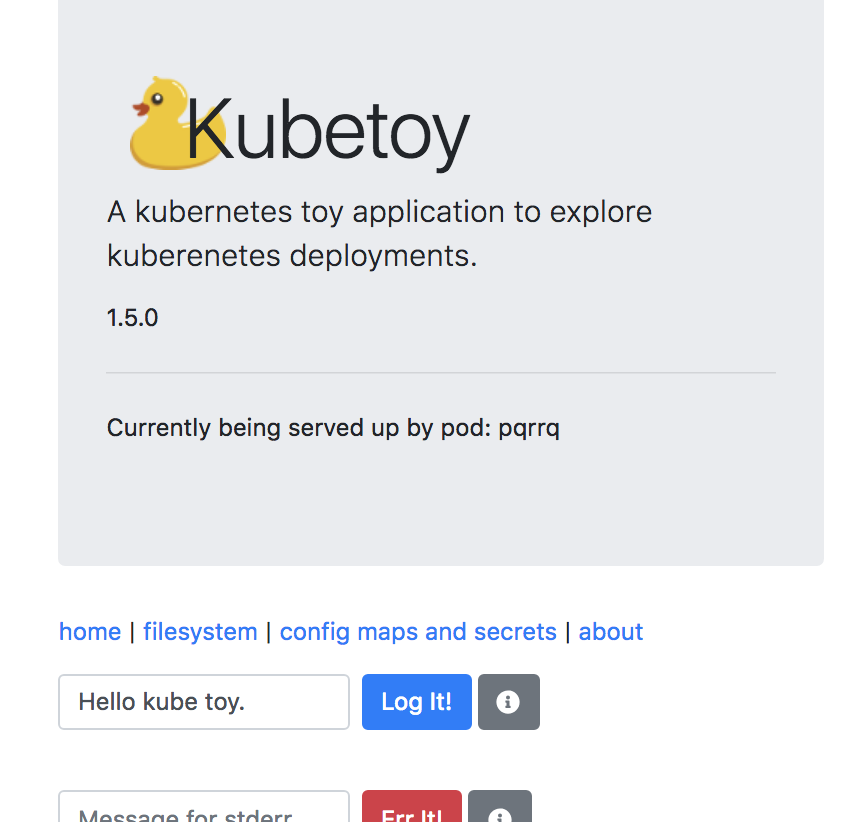 Kubetoy
A kubernetes toy application to explore
kuberenetes deployments.
1.5.0
Currently being served up by pod: pqrrq
home | filesystem | config maps and secrets | about
Hello kube toy. Log It!
Message for stderr Err It!